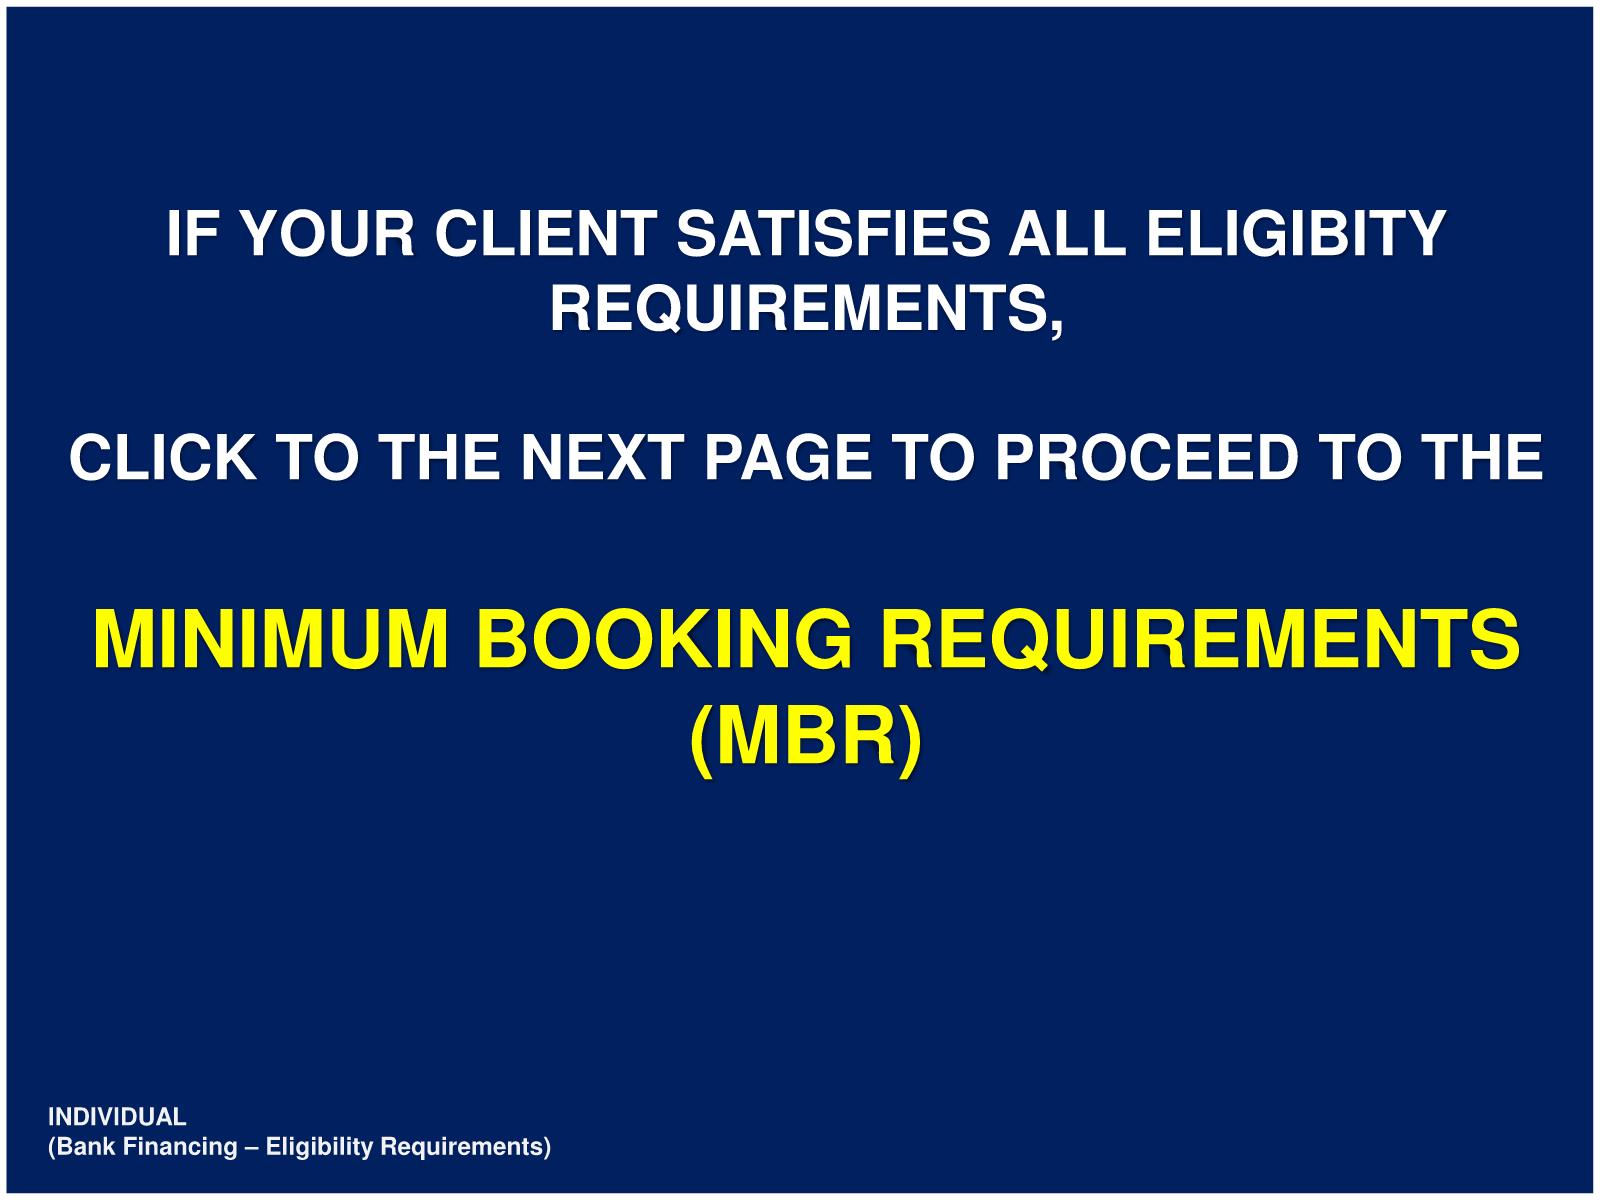 IF YOUR CLIENT SATISFIES ALL ELIGIBITY
REQUIREMENTS,
CLICK TO THE NEXT PAGE TO PROCEED TO THE
MINIMUM BOOKING REQUIREMENTS
(MBR)
INDIVIDUAL
(Bank Financing – Eligibility Requirements)